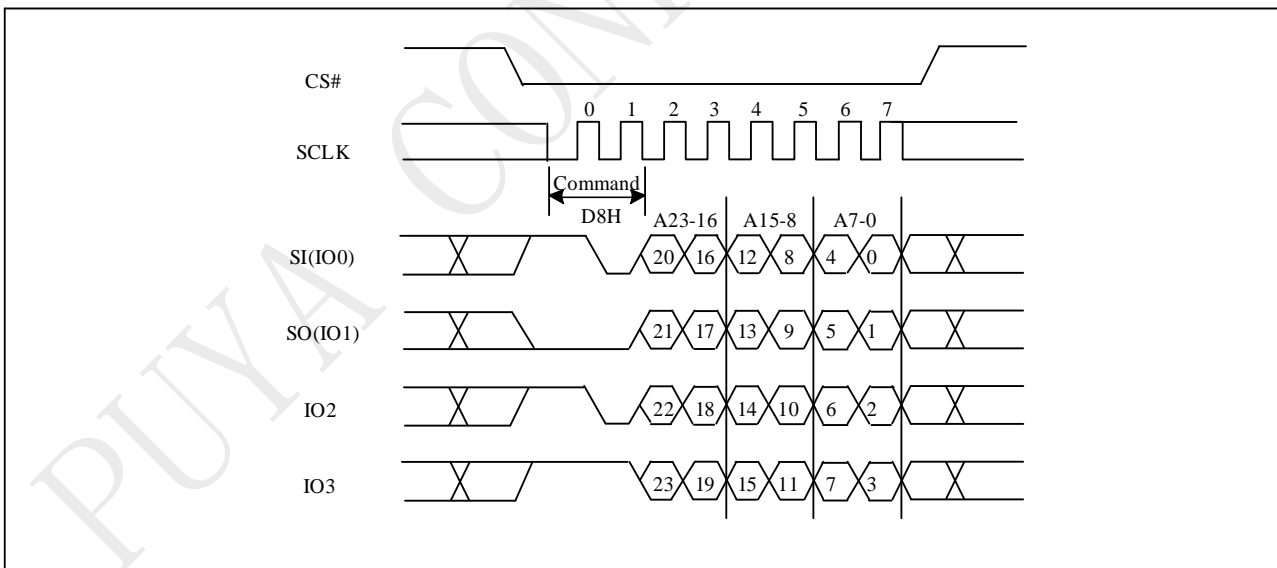 PUYA CONF
CS#
0 1 2 3 4 5 6 7
SCLK
Command
D8H
A23-16 A15-8 A7-0
SI(IO0) 20 16 12 8 4 0
SO(IO1) 21 17 13 9 5 1
IO2 22 18 14 10 6 2
IO3 23 19 15 11 7 3